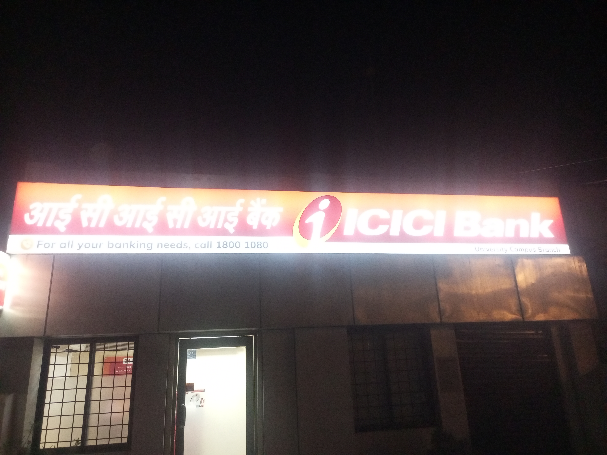 आई सी आई सी आई बैंक
ICICI Bank
For all your banking needs, call 1800 1080